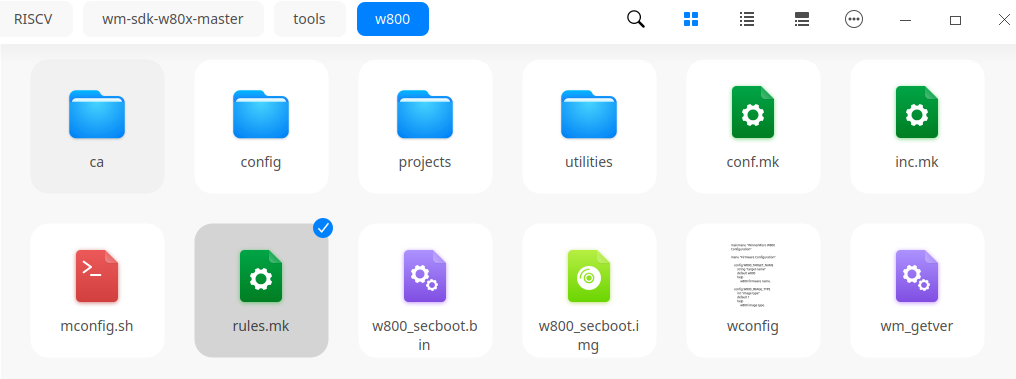 RISCV
wm-sdk-w80x-master
tools
w800
ca
config
projects
utilities
conf.mk
inc.mk
mconfig.sh
rules.mk
w800_secboot.b
in
w800_secboot.i
mg
wconfig
wm_getver